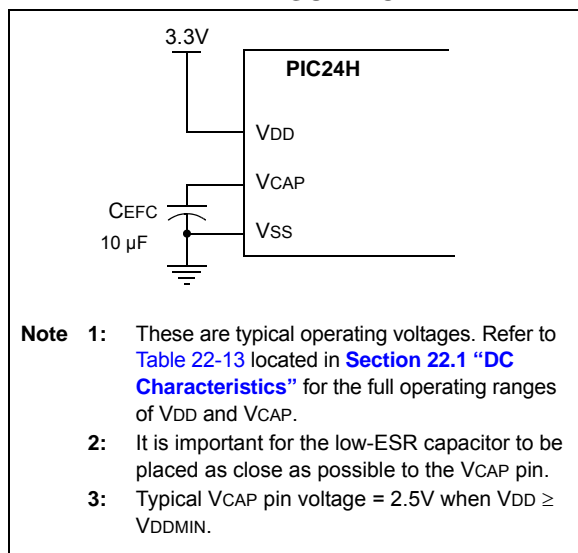 3.3V
PIC24H
VDD
VCAP
CEFC
VSS
10 µF
Note 1: These are typical operating voltages. Refer to
Table 22-13 located in Section 22.1 “DC
Characteristics” for the full operating ranges
of VDD and VCAP.
2: It is important for the low-ESR capacitor to be
placed as close as possible to the VCAP pin.
3: Typical VCAP pin voltage = 2.5V when VDD ≥
VDDMIN.